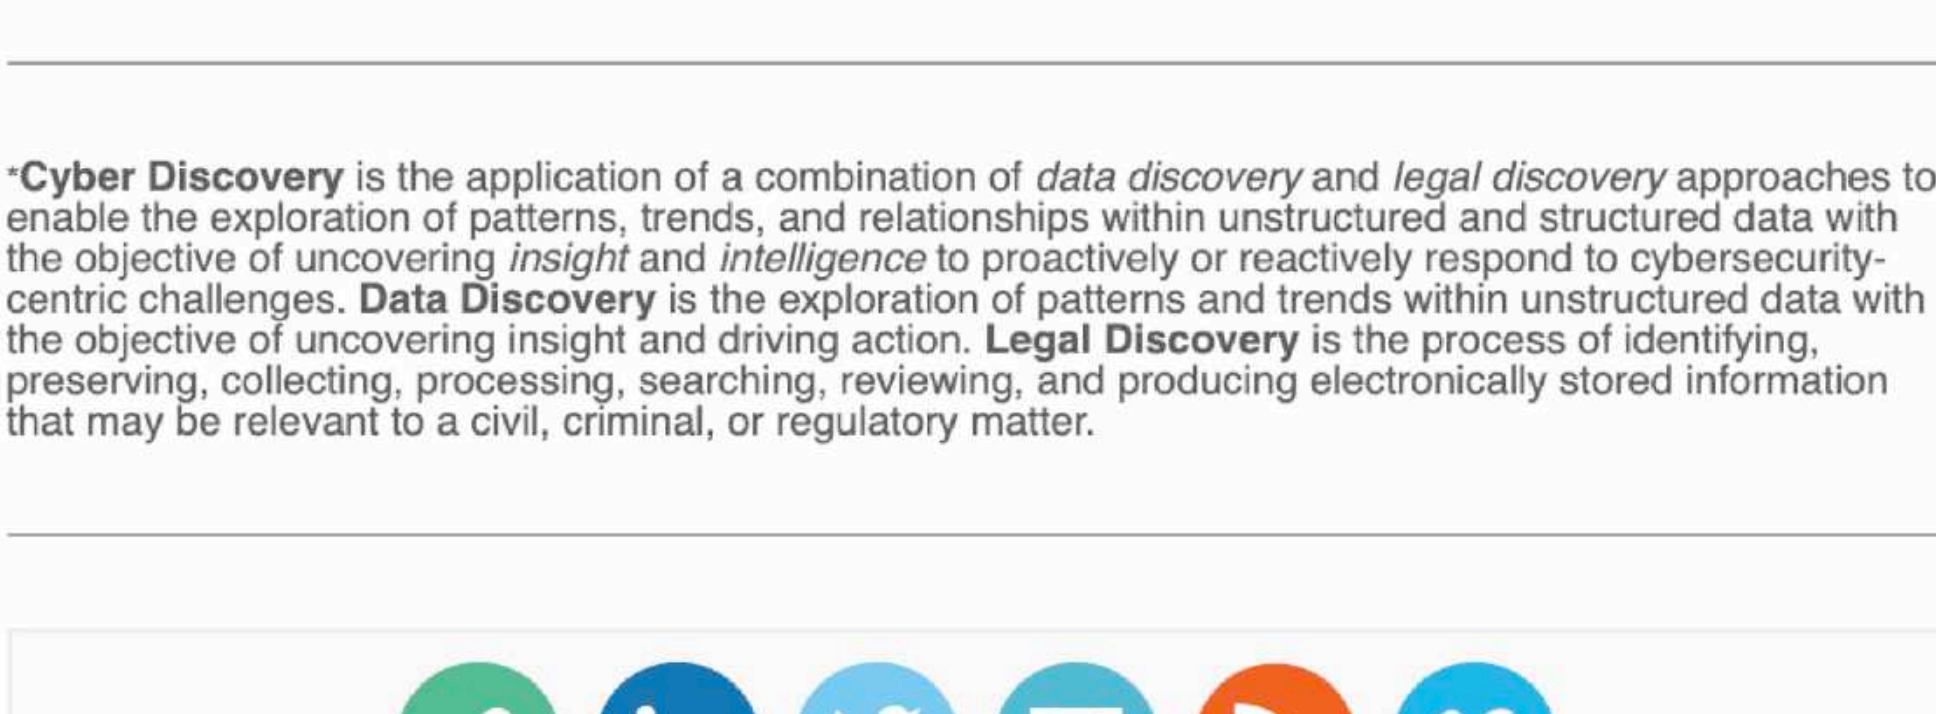 *Cyber Discovery is the application of a combination of data discovery and legal discovery approaches to
enable the exploration of patterns, trends, and relationships within unstructured and structured data with
the objective of uncovering insight and intelligence to proactively or reactively respond to cybersecurity-
centric challenges. Data Discovery is the exploration of patterns and trends within unstructured data with
the objective of uncovering insight and driving action. Legal Discovery is the process of identifying,
preserving, collecting, processing, searching, reviewing, and producing electronically stored information
that may be relevant to a civil, criminal, or regulatory matter.